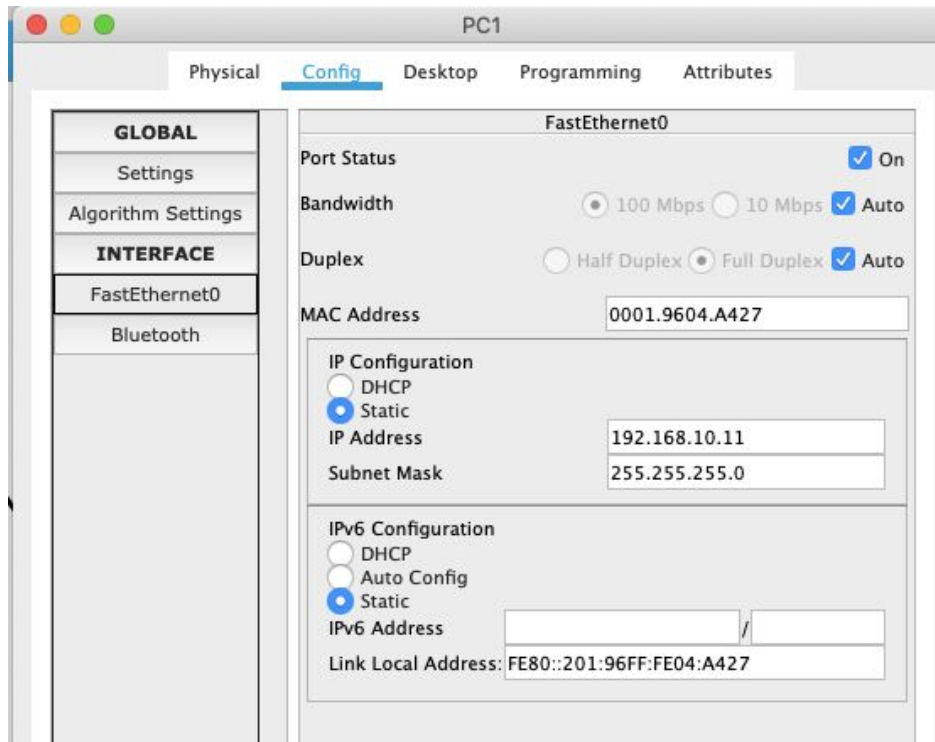 PC1
Physical Config Desktop Programming Attributes
GLOBAL
Settings
Algorithm Settings
INTERFACE
FastEthernet0
Bluetooth
FastEthernet0
Port Status On
Bandwidth 100 Mbps 10 Mbps Auto
Duplex Half Duplex Full Duplex Auto
MAC Address 0001.9604.A427
IP Configuration
DHCP
Static
IP Address 192.168.10.11
Subnet Mask 255.255.255.0
IPv6 Configuration
DHCP
Auto Config
Static
IPv6 Address /
Link Local Address: FE80::201:96FF:FE04:A427